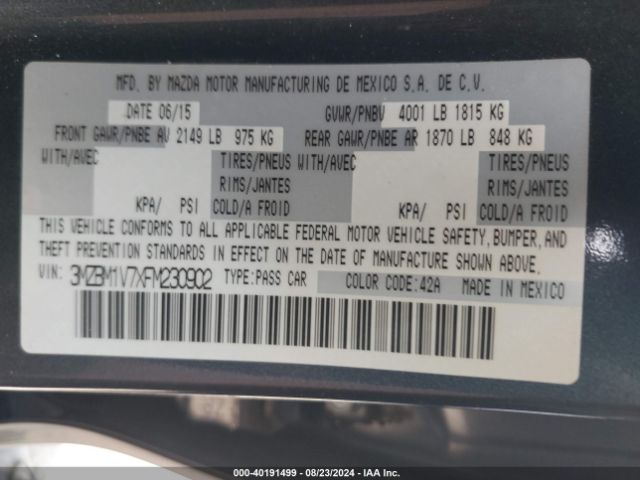 MFD. BY MAZDA MOTOR MANUFACTURING DE MEXICO S.A. DE C.V.
DATE 06/15 GVWR/PNBV 4001 LB 1815 KG
FRONT GAWR/PNBE AV 2149 LB 975 KG REAR GAWR/PNBE AR 1870 LB 848 KG
WITH/AVEC TIRES/PNEUS WITH/AVEC TIRES/PNEUS
RIMS/JANTES RIMS/JANTES
KPA/ PSI COLD/A FROID KPA/ PSI COLD/A FROID
THIS VEHICLE CONFORMS TO ALL APPLICABLE FEDERAL MOTOR VEHICLE SAFETY, BUMPER, AND
THEFT PREVENTION STANDARDS IN EFFECT ON THE DATE OF MANUFACTURE SHOWN ABOVE.
VIN: 3MZBM1V7XFM230902 TYPE:PASS CAR COLOR CODE:42A MADE IN MEXICO
000-40191499 - 08/23/2024 - IAA Inc.